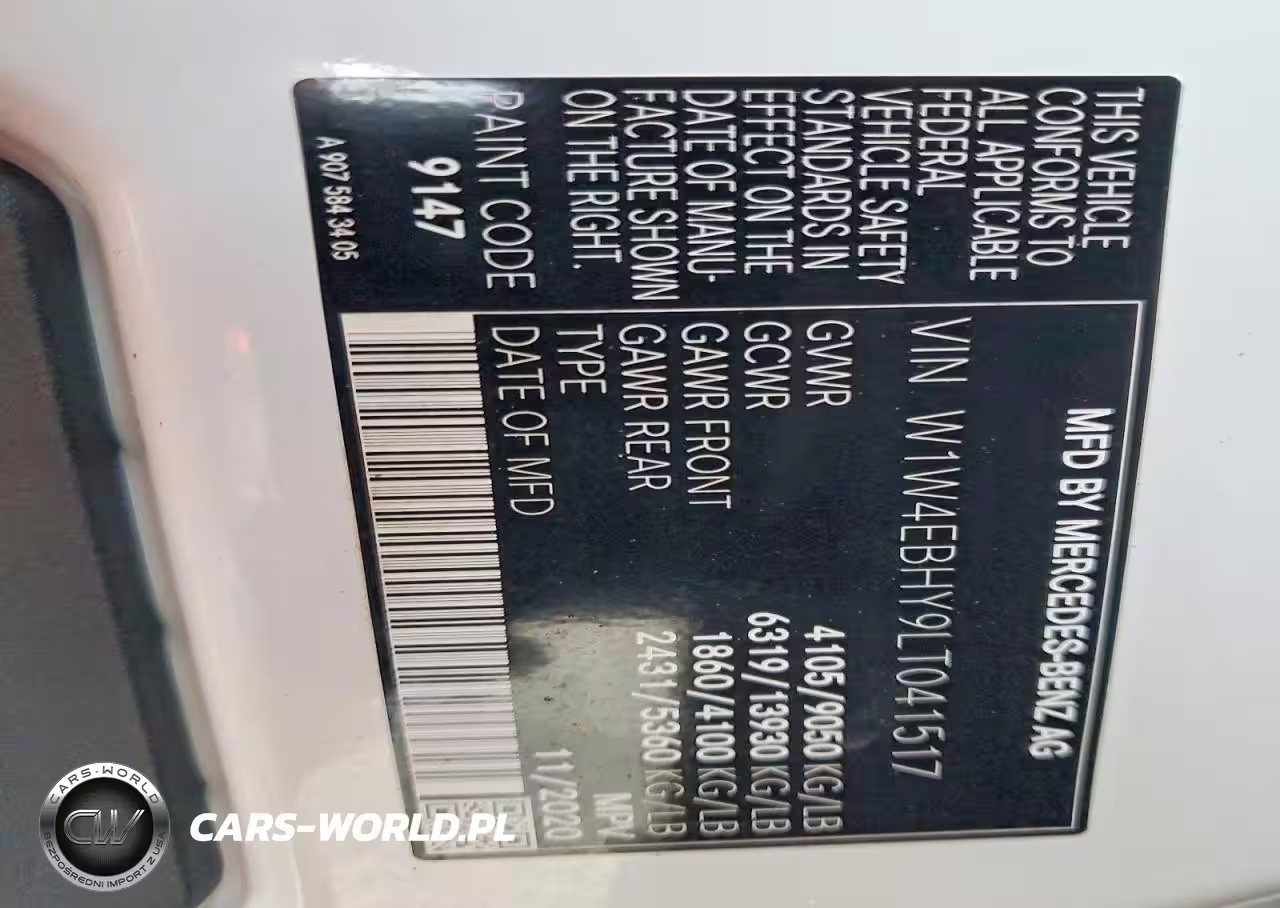 MFD BY MERCEDES-BENZ AG
THIS VEHICLE
CONFORMS TO
ALL APPLICABLE
FEDERAL
VEHICLE SAFETY
STANDARDS IN
EFFECT ON THE
DATE OF MANU-
FACTURE SHOWN
ON THE RIGHT.
PAINT CODE
9147
A 907 584 34 05
VIN W1W4EBHY9LT041517
GVWR 4105/9050 KG/LB
GCWR 6319/13930 KG/LB
GAWR FRONT 1860/4100 KG/LB
GAWR REAR 2431/5360 KG/LB
TYPE MPV
DATE OF MFD 11/2020
CARS-WORLD
CW
BEZPOŚREDNI IMPORT Z USA
CARS-WORLD.PL